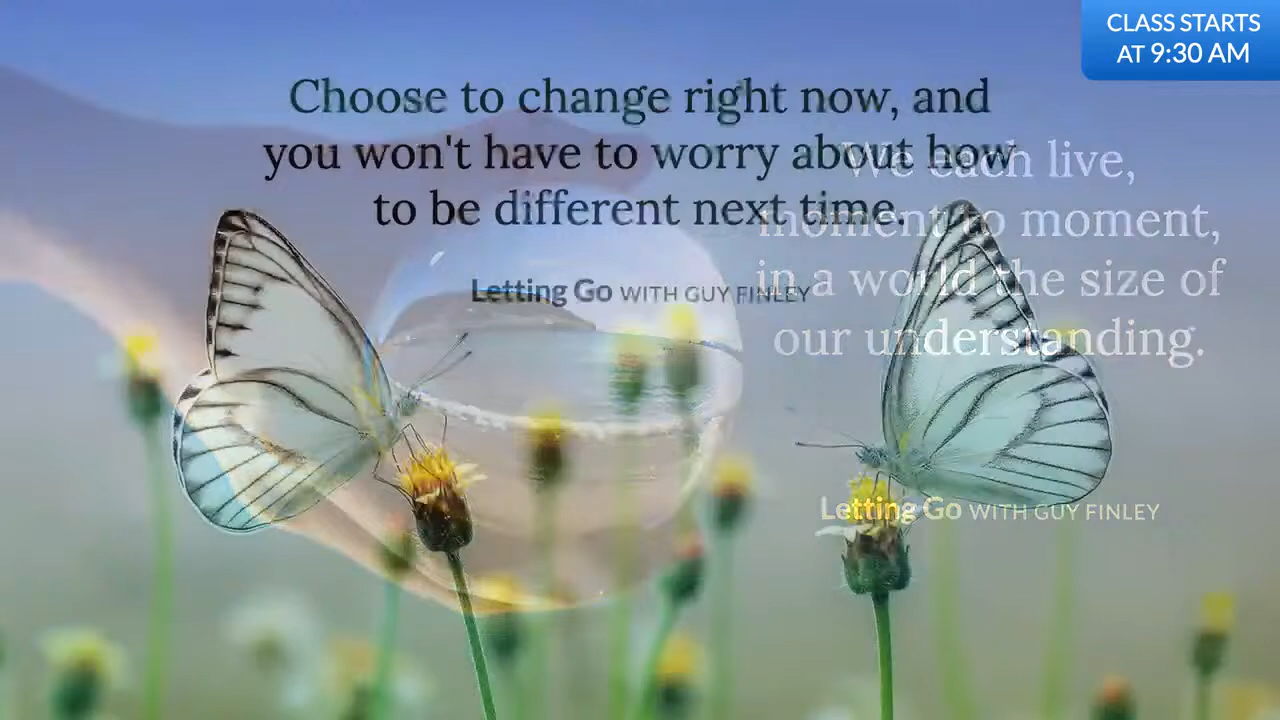 CLASS STARTS
AT 9:30 AM
Choose to change right now, and
you won't have to worry about how
to be different next time.
Letting Go WITH GUY FINLEY
We each live,
moment to moment,
in a world the size of
our understanding.
Letting Go WITH GUY FINLEY